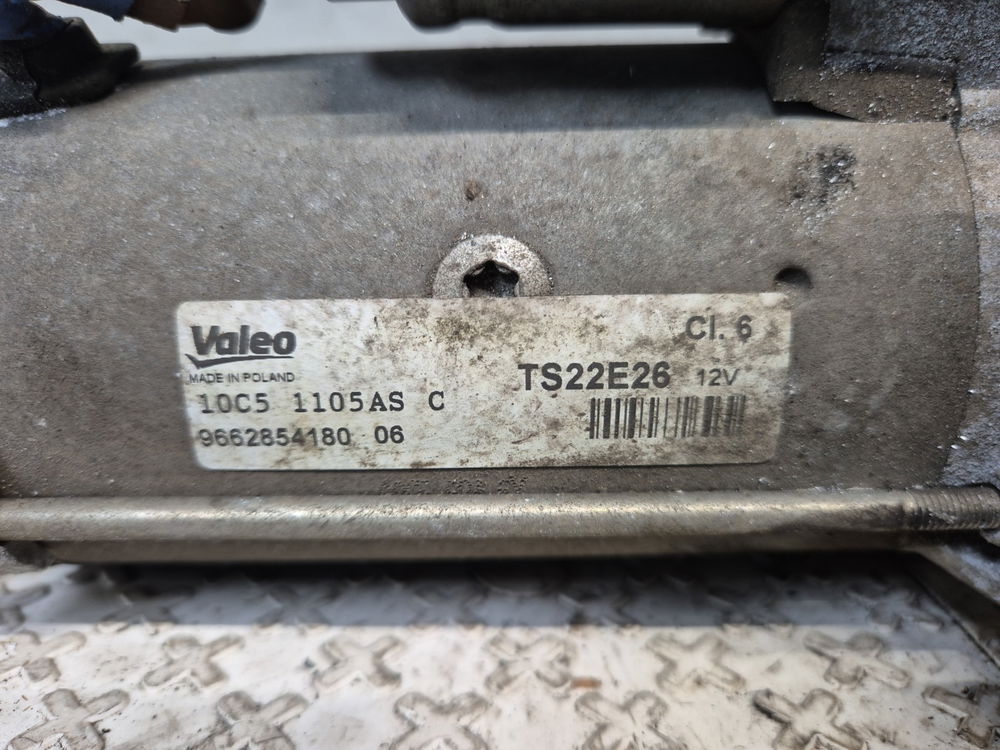 Valeo
MADE IN POLAND
10C5 1105AS C
9662854180 06
Cl. 6
TS22E26 12V